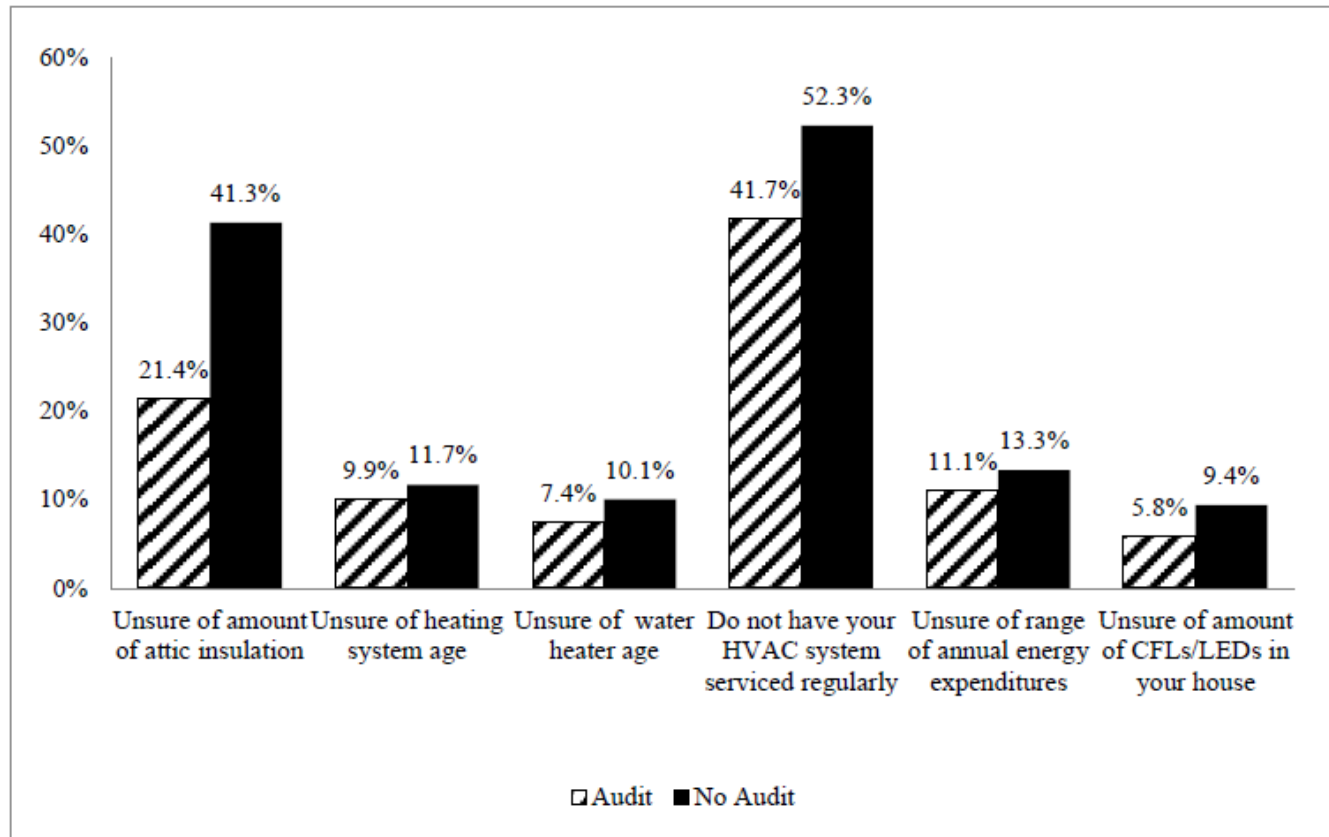 60%
50%
40%
30%
20%
10%
0%
21.4%
41.3%
9.9%
11.7%
7.4%
10.1%
41.7%
52.3%
11.1%
13.3%
5.8%
9.4%
Unsure of amount
of attic insulation
Unsure of heating
system age
Unsure of water
heater age
Do not have your
HVAC system
serviced regularly
Unsure of range
of annual energy
expenditures
Unsure of amount
of CFLs/LEDs in
your house
Audit No Audit